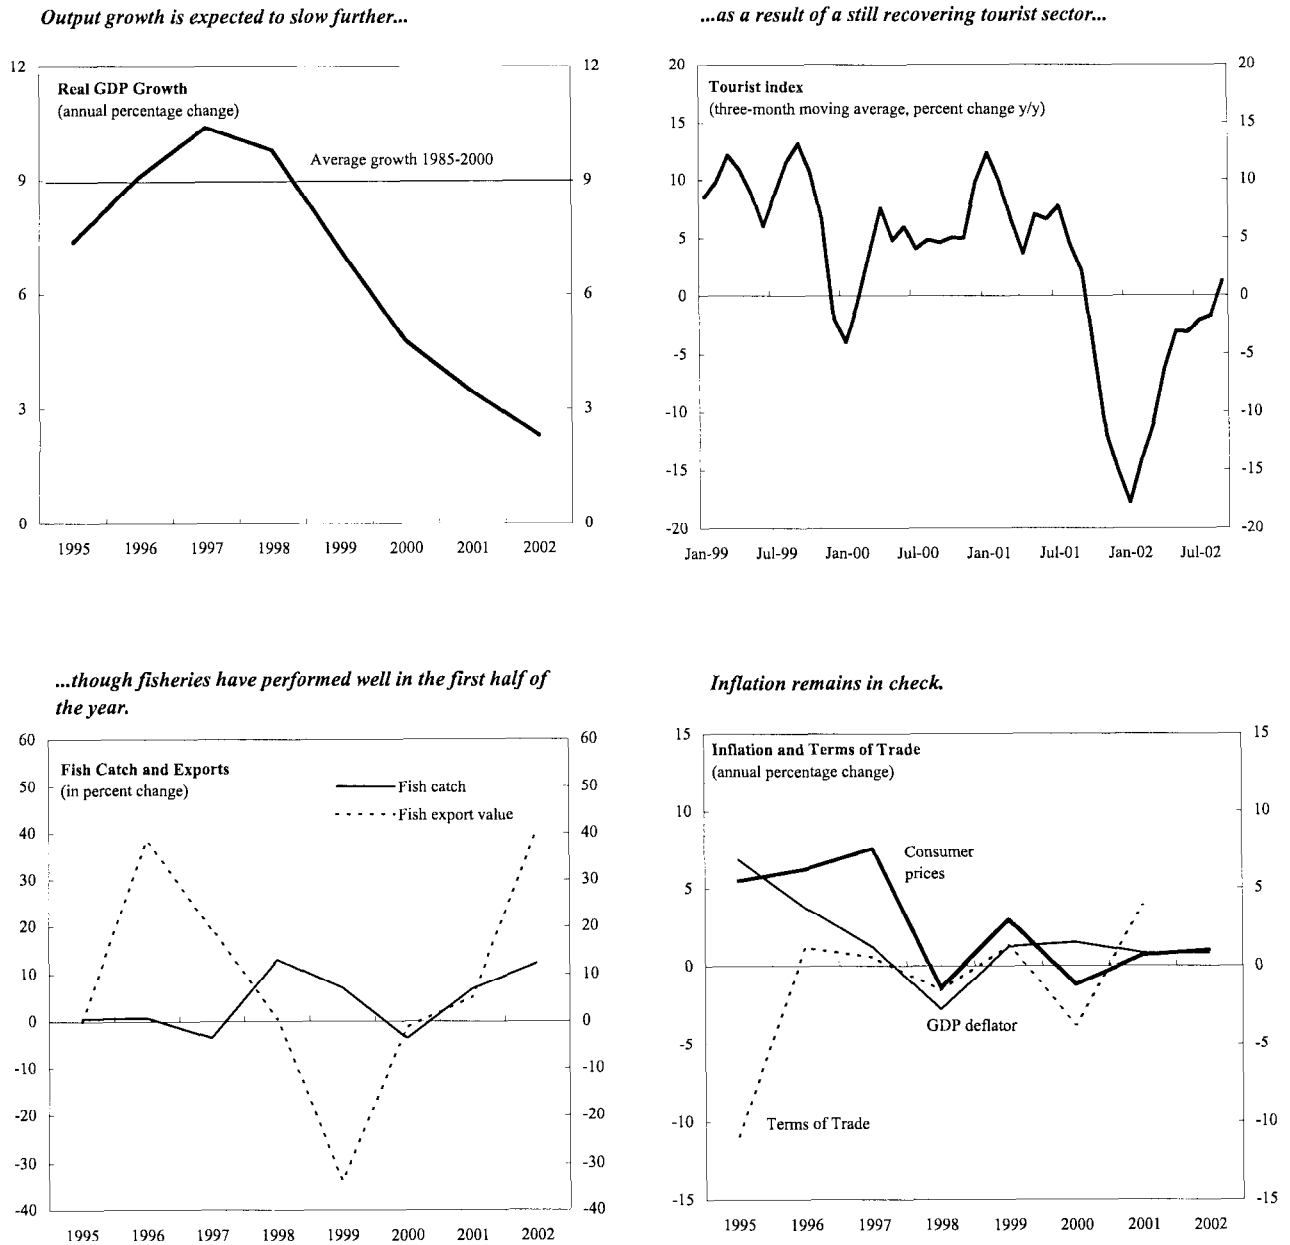 Output growth is expected to slow further...
Real GDP Growth
(annual percentage change)
Average growth 1985-2000
12
9
6
3
0
12
9
6
3
0
1995 1996 1997 1998 1999 2000 2001 2002
...as a result of a still recovering tourist sector...
Tourist index
(three-month moving average, percent change y/y)
20
15
10
5
0
-5
-10
-15
-20
20
15
10
5
0
-5
-10
-15
-20
Jan-99 Jul-99 Jan-00 Jul-00 Jan-01 Jul-01 Jan-02 Jul-02
...though fisheries have performed well in the first half of
the year.
Fish Catch and Exports
(in percent change)
Fish catch
Fish export value
60
50
40
30
20
10
0
-10
-20
-30
-40
60
50
40
30
20
10
0
-10
-20
-30
-40
1995 1996 1997 1998 1999 2000 2001 2002
Inflation remains in check.
Inflation and Terms of Trade
(annual percentage change)
Consumer
prices
GDP deflator
Terms of Trade
15
10
5
0
-5
-10
-15
15
10
5
0
-5
-10
-15
1995 1996 1997 1998 1999 2000 2001 2002